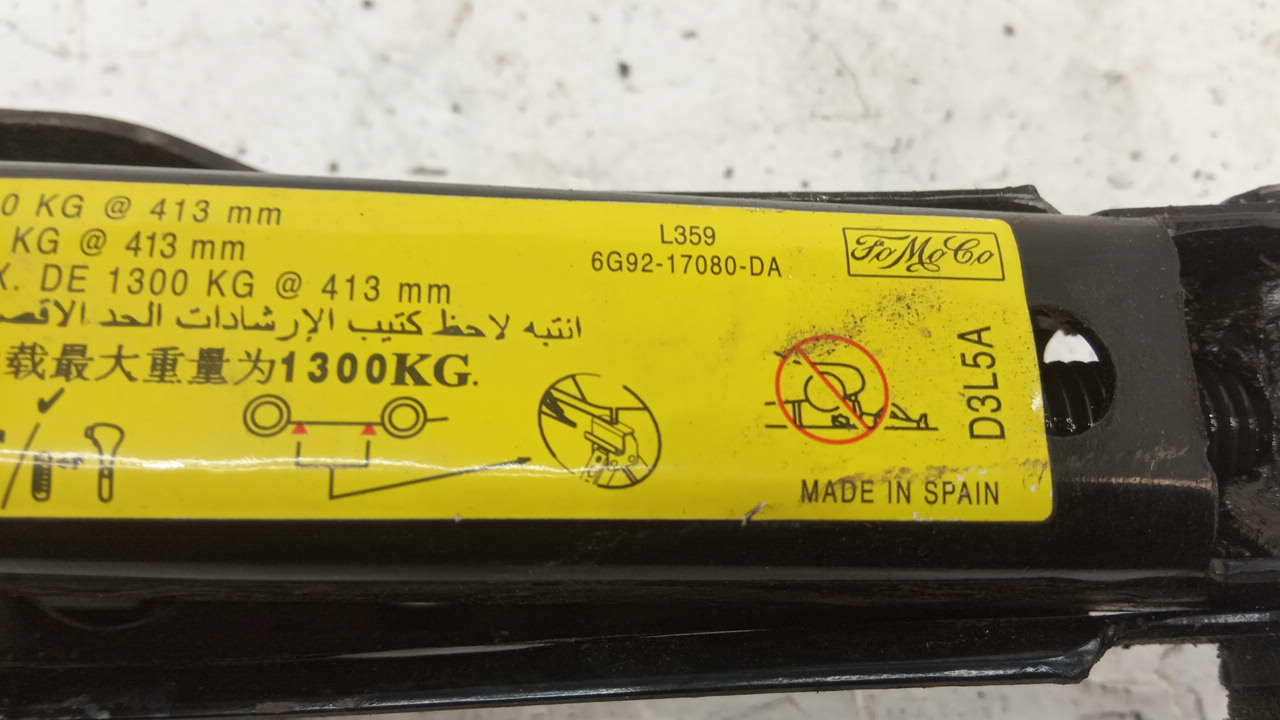 0 KG @ 413 mm
KG @ 413 mm
X. DE 1300 KG @ 413 mm
انتبه لاحظ كتيب الإرشادات الحد الاقص
载最大重量为1300KG.
or
L359
6G92-17080-DA
FoMoCo
D3L5A
MADE IN SPAIN